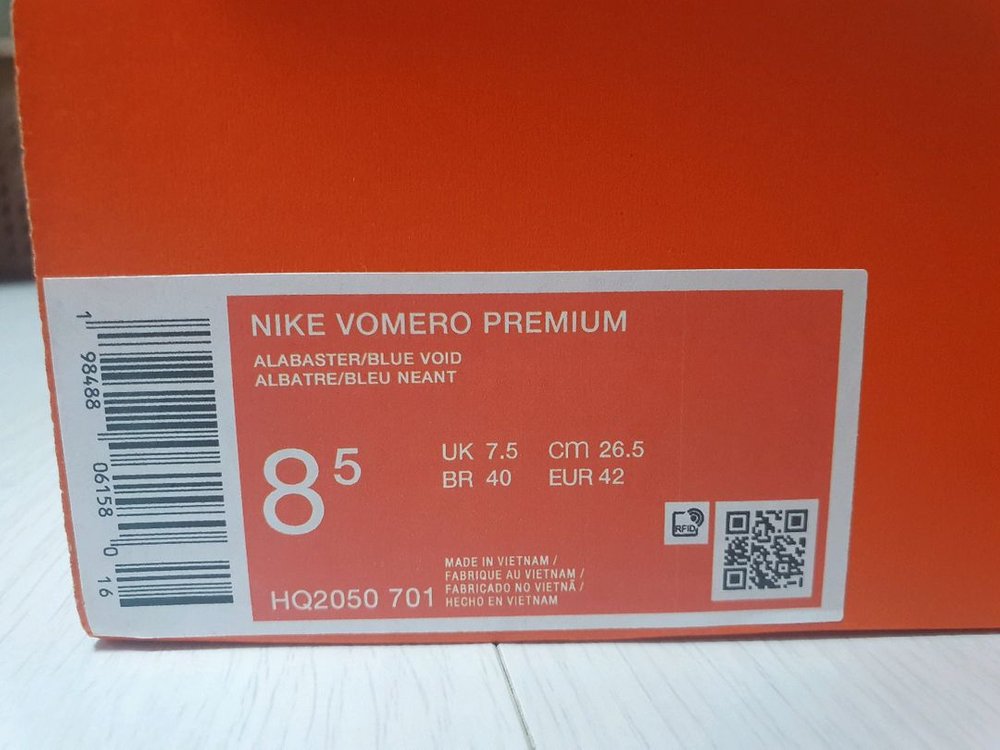 NIKE VOMERO PREMIUM
ALABASTER/BLUE VOID
ALBATRE/BLEU NEANT
8 5
UK 7.5 cm 26.5
BR 40 EUR 42
RFID
HQ2050 701
MADE IN VIETNAM /
FABRIQUE AU VIETNAM /
FABRICADO NO VIETNÃ /
HECHO EN VIETNAM
1 98488 06158 0 16